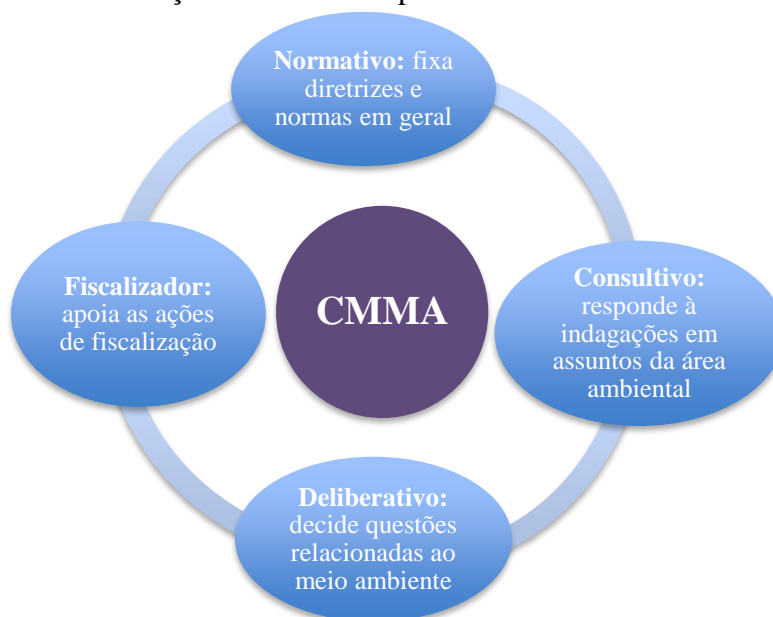 Normativo: fixa
diretrizes e
normas em geral
Fiscalizador:
apoia as ações
de fiscalização
CMMA
Consultivo:
responde à
indagações em
assuntos da área
ambiental
Deliberativo:
decide questões
relacionadas ao
meio ambiente